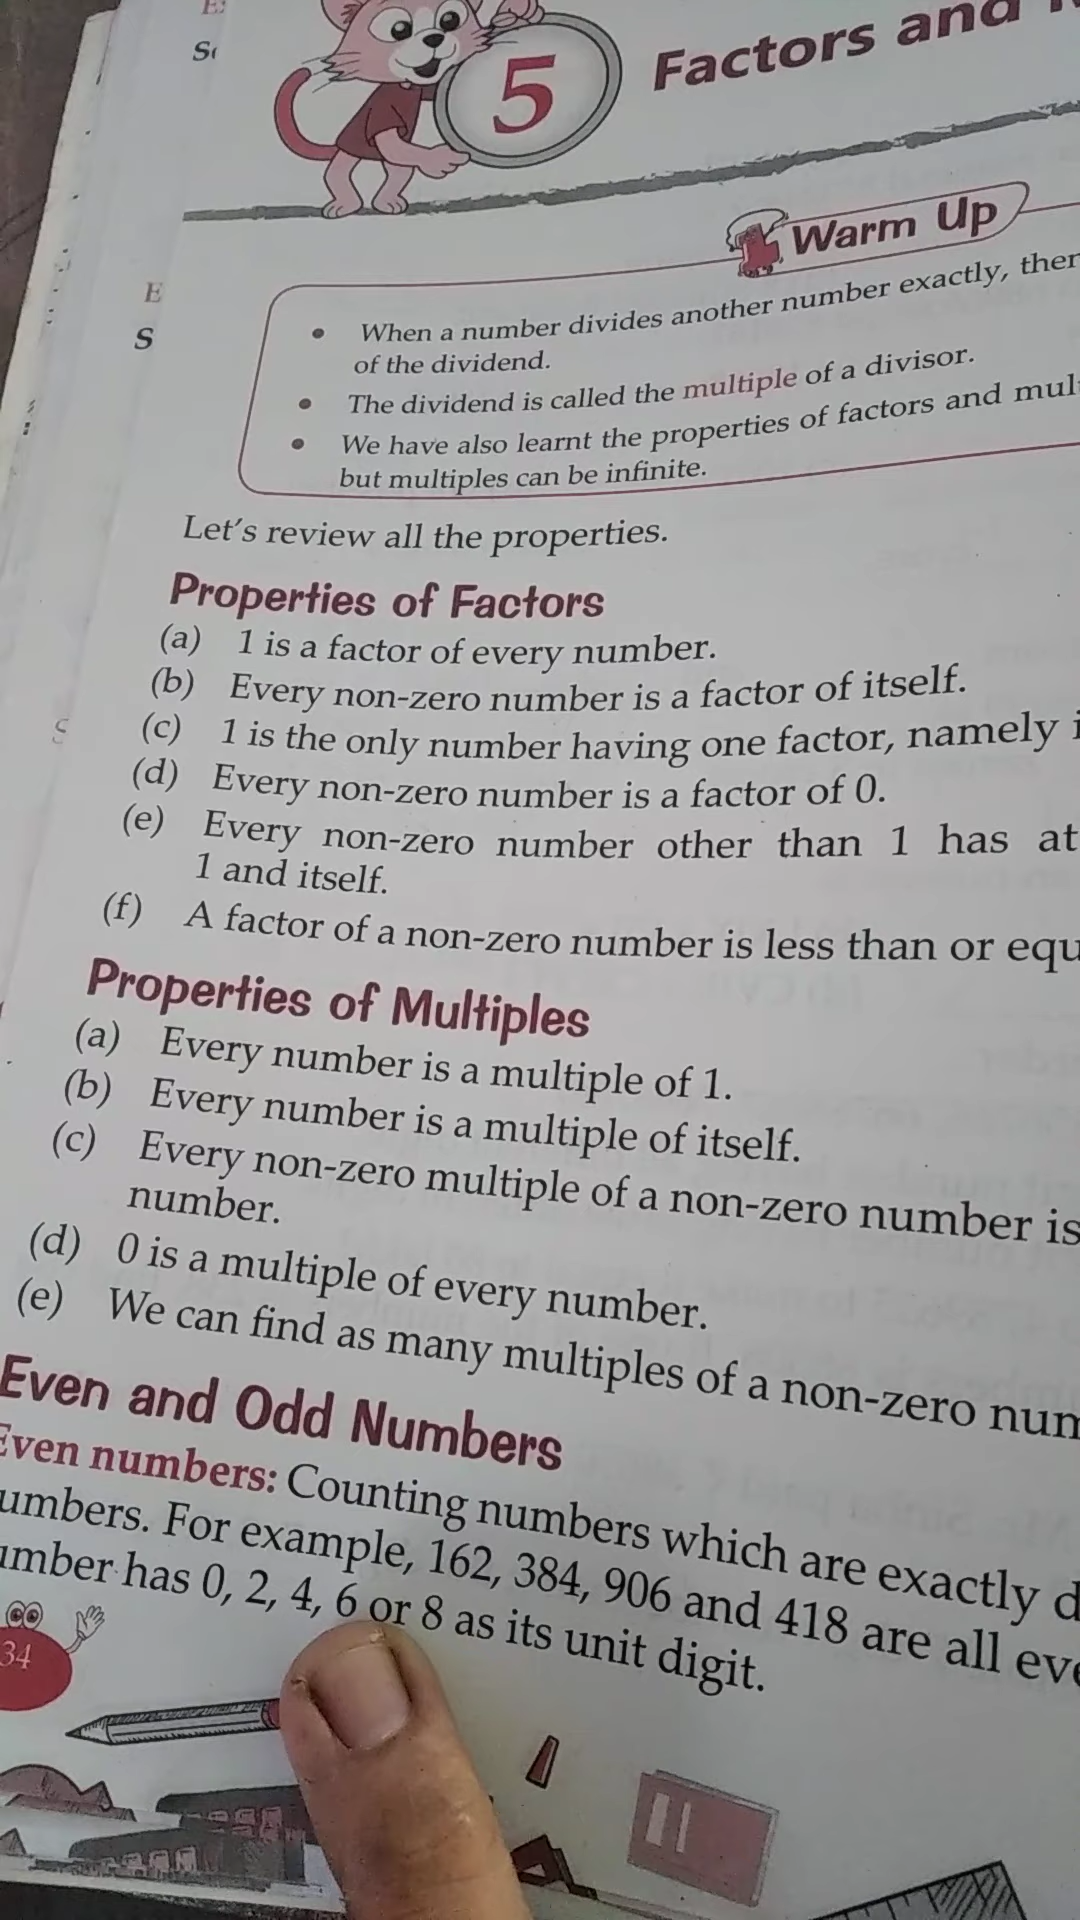 5
Factors and
Warm Up
• When a number divides another number exactly, then
of the dividend.
• The dividend is called the multiple of a divisor.
• We have also learnt the properties of factors and mul
but multiples can be infinite.
Let's review all the properties.
Properties of Factors
(a) 1 is a factor of every number.
(b) Every non-zero number is a factor of itself.
(c) 1 is the only number having one factor, namely i
(d) Every non-zero number is a factor of 0.
(e) Every non-zero number other than 1 has at
1 and itself.
(f) A factor of a non-zero number is less than or equ
Properties of Multiples
(a) Every number is a multiple of 1.
(b) Every number is a multiple of itself.
(c) Every non-zero multiple of a non-zero number is
number.
(d) 0 is a multiple of every number.
(e) We can find as many multiples of a non-zero num
Even and Odd Numbers
Even numbers: Counting numbers which are exactly d
umbers. For example, 162, 384, 906 and 418 are all eve
umber has 0, 2, 4, 6 or 8 as its unit digit.
34